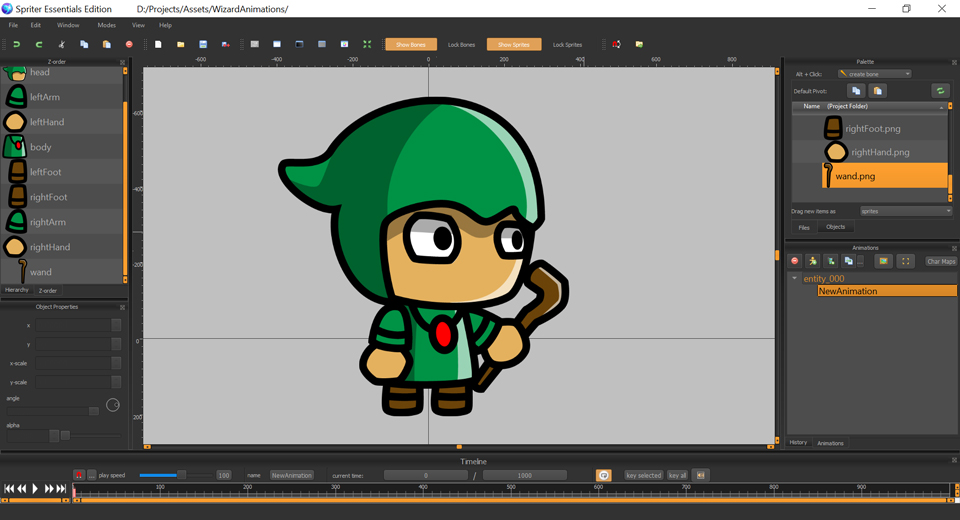 Spriter Essentials Edition D:/Projects/Assets/WizardAnimations/
File Edit Window Modes View Help
Show Bones Lock Bones Show Sprites Lock Sprites
Z-order
head
leftArm
leftHand
body
leftFoot
rightFoot
rightArm
rightHand
wand
Hierarchy Z-order
Object Properties
x
y
x-scale
y-scale
angle
alpha
-600 -400 -200 0 200 400 600 800
-600
-400
-200
0
200
Palette
Alt + Click: create bone
Default Pivot:
Name (Project Folder)
rightFoot.png
rightHand.png
wand.png
Drag new items as sprites
Files Objects
Animations
... Char Maps
entity_000
NewAnimation
History Animations
Timeline
... play speed 100 name NewAnimation current time: 0 / 1000 key selected key all
100 200 300 400 500 600 700 800 900